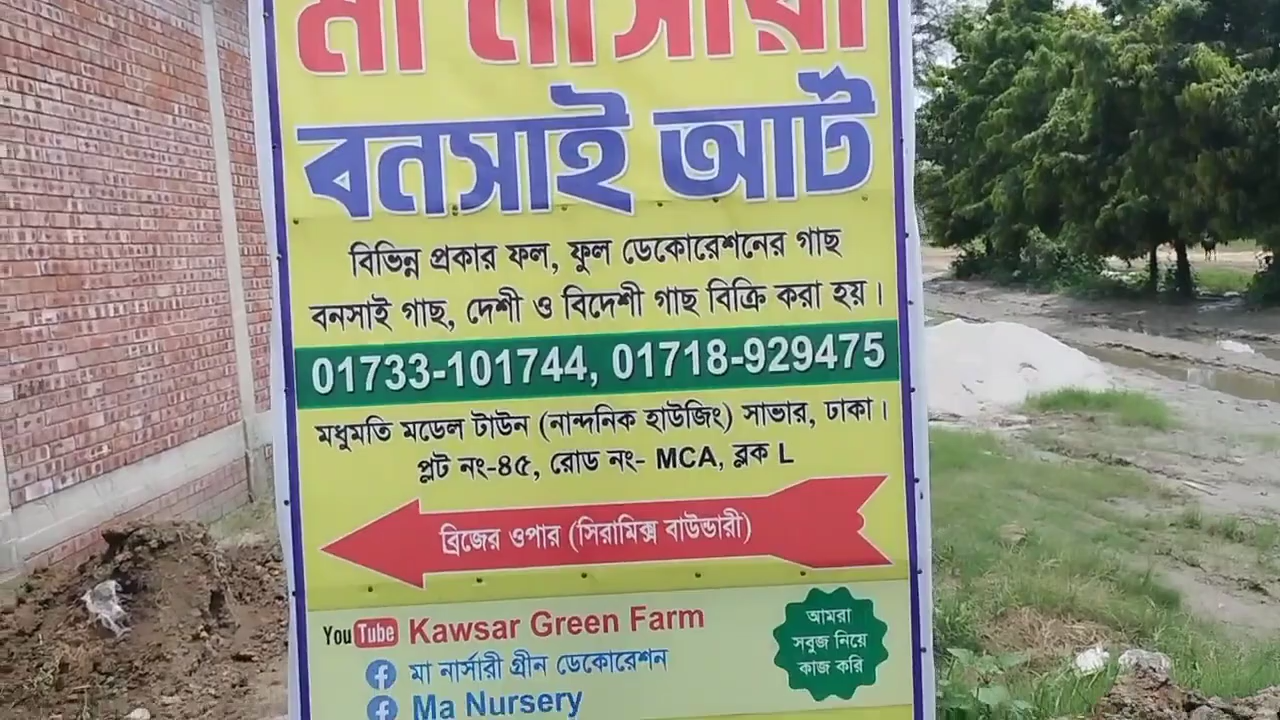 মা নার্সারী
বনসাই আর্ট
বিভিন্ন প্রকার ফল, ফুল ডেকোরেশনের গাছ
বনসাই গাছ, দেশী ও বিদেশী গাছ বিক্রি করা হয়।
01733-101744, 01718-929475
মধুমতি মডেল টাউন (নান্দনিক হাউজিং) সাভার, ঢাকা।
প্লট নং-৪৫, রোড নং- MCA, ব্লক L
ব্রিজের ওপার (সিরামিক্স বাউন্ডারী)
YouTube Kawsar Green Farm
মা নার্সারী গ্রীন ডেকোরেশন
Ma Nursery
আমরা
সবুজ নিয়ে
কাজ করি